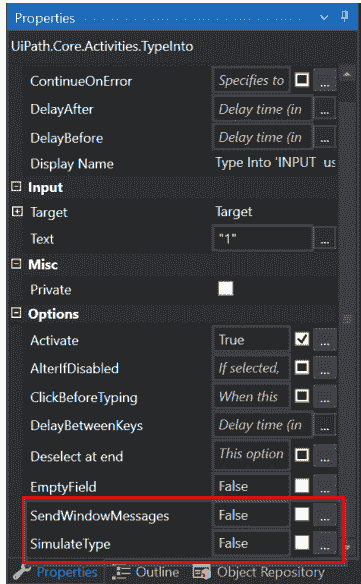 Properties
UiPath.Core.Activities.TypeInto
ContinueOnError Specifies to ...
DelayAfter Delay time (in ...
DelayBefore Delay time (in ...
Display Name Type Into 'INPUT us
Input
Target Target
Text "1" ...
Misc
Private
Options
Activate True ...
AlterIfDisabled If selected, ...
ClickBeforeTyping When this ...
DelayBetweenKeys Delay time (in ...
Deselect at end This option ...
EmptyField False ...
SendWindowMessages False ...
SimulateType False ...
Properties Outline Object Repository